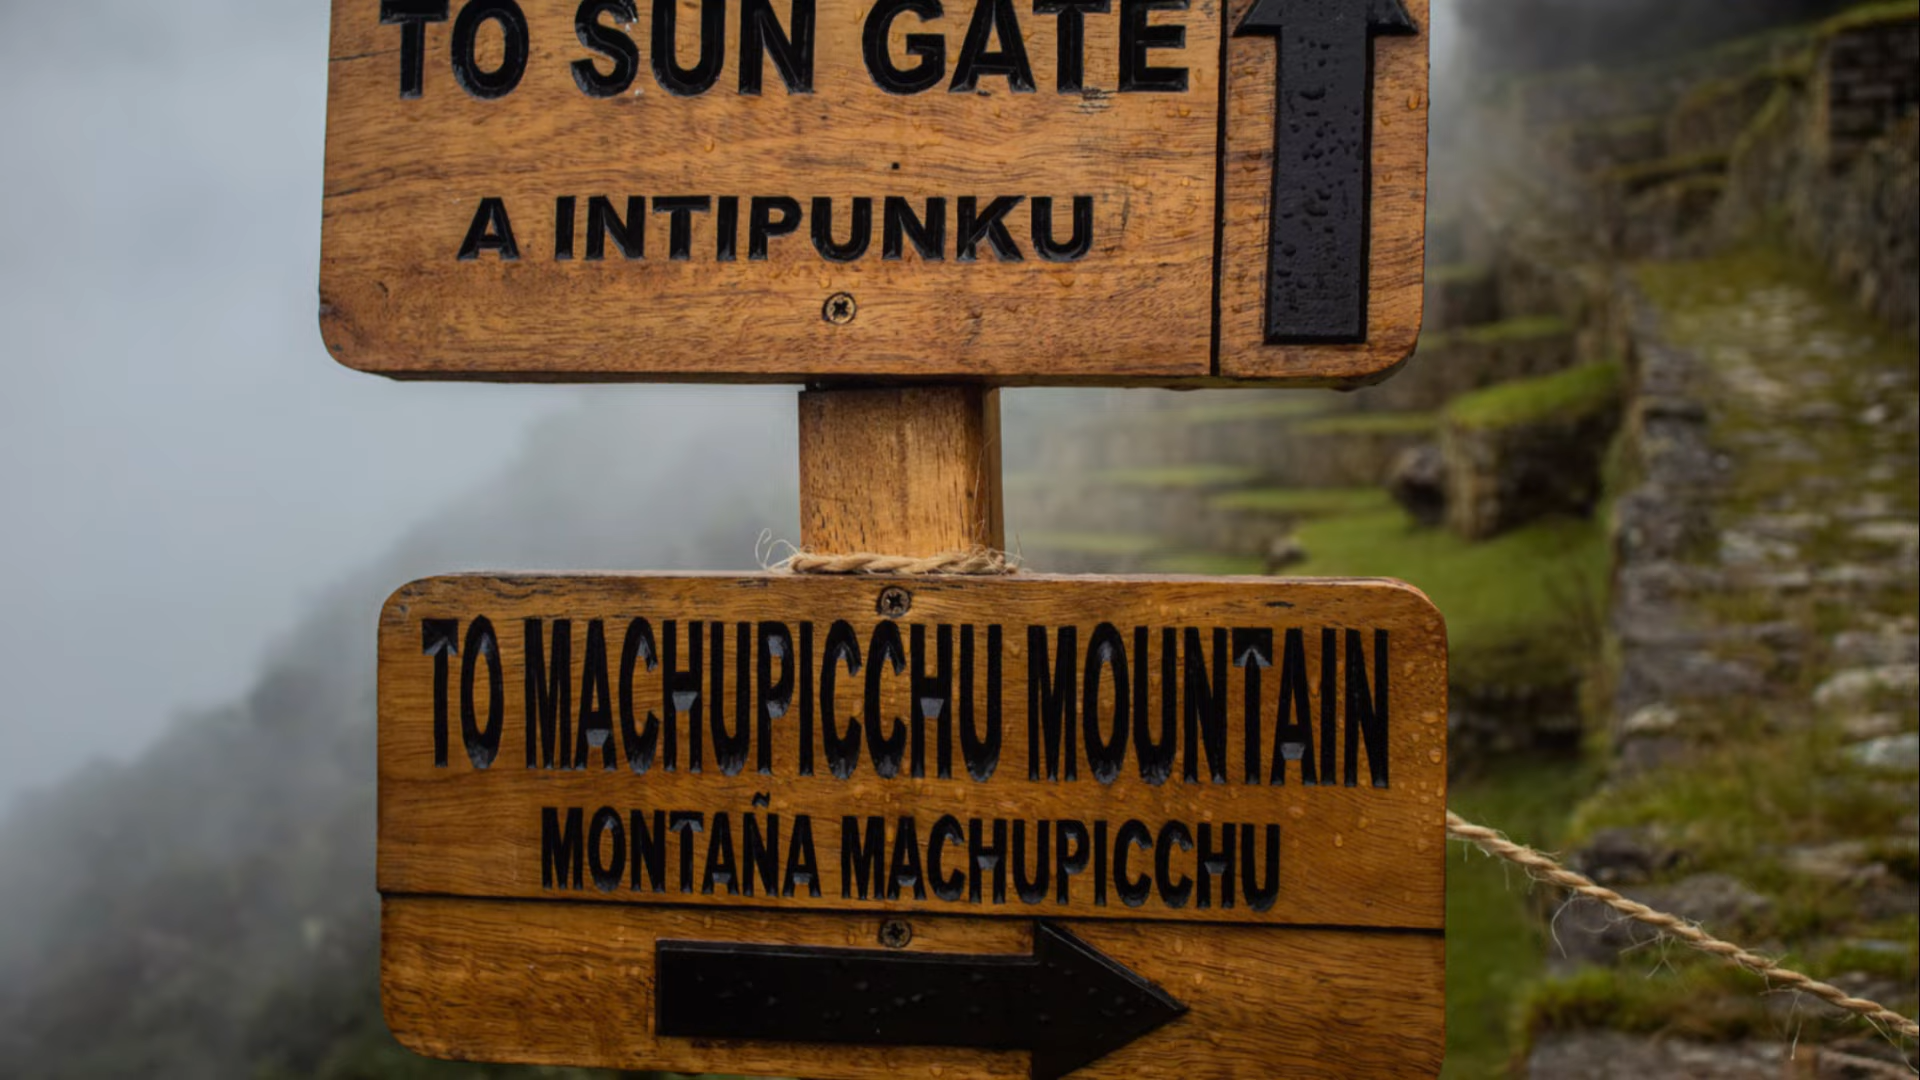 TO SUN GATE
A INTIPUNKU
TO MACHUPICCHU MOUNTAIN
MONTAÑA MACHUPICCHU